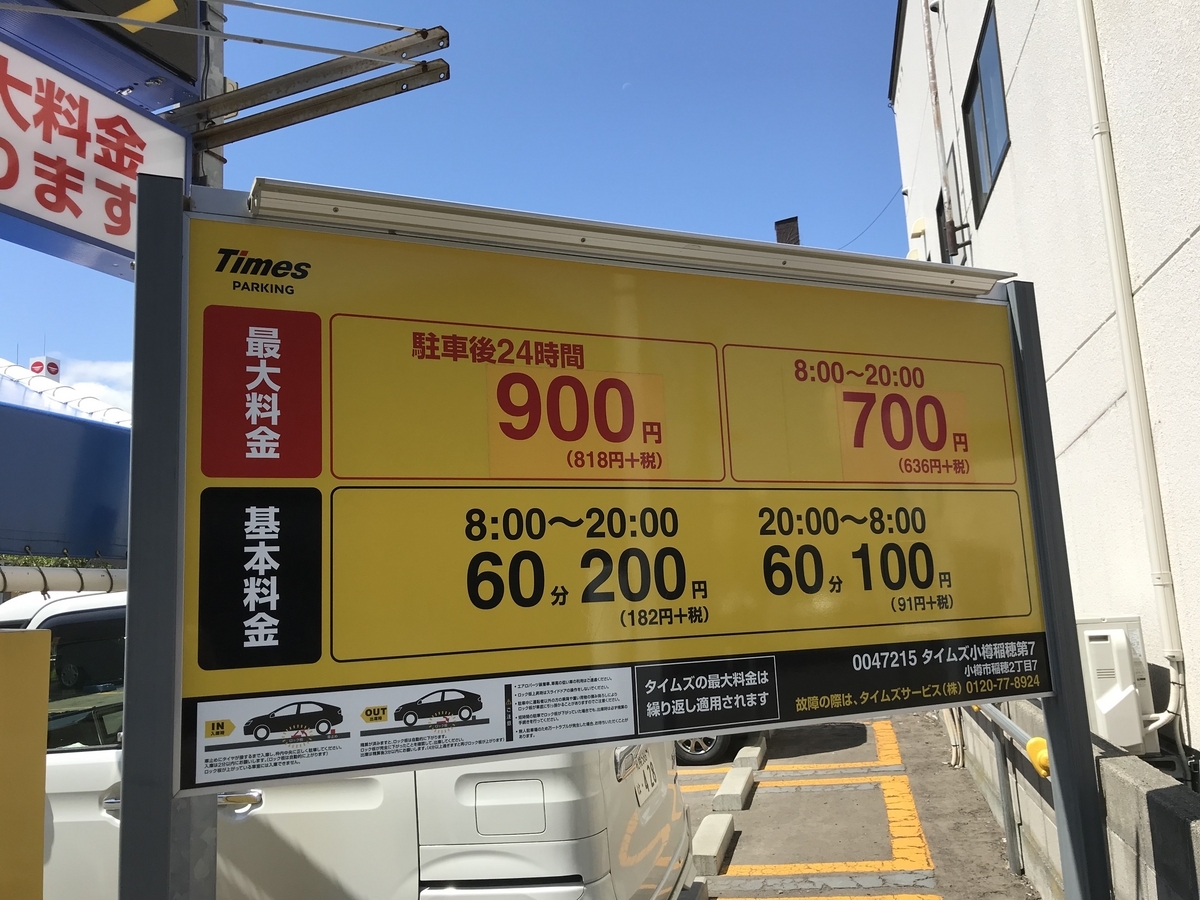 大料金
ります
Times
PARKING
最大料金
駐車後24時間
900円
(818円+税)
8:00～20:00
700円
(636円+税)
基本料金
8:00～20:00
60分 200円
(182円+税)
20:00～8:00
60分 100円
(91円+税)
IN
入庫時
OUT
出庫時
タイムズの最大料金は
繰り返し適用されます
0047215 タイムズ小樽稲穂第7
小樽市稲穂2丁目7
故障の際は、タイムズサービス(株) 0120-77-8924